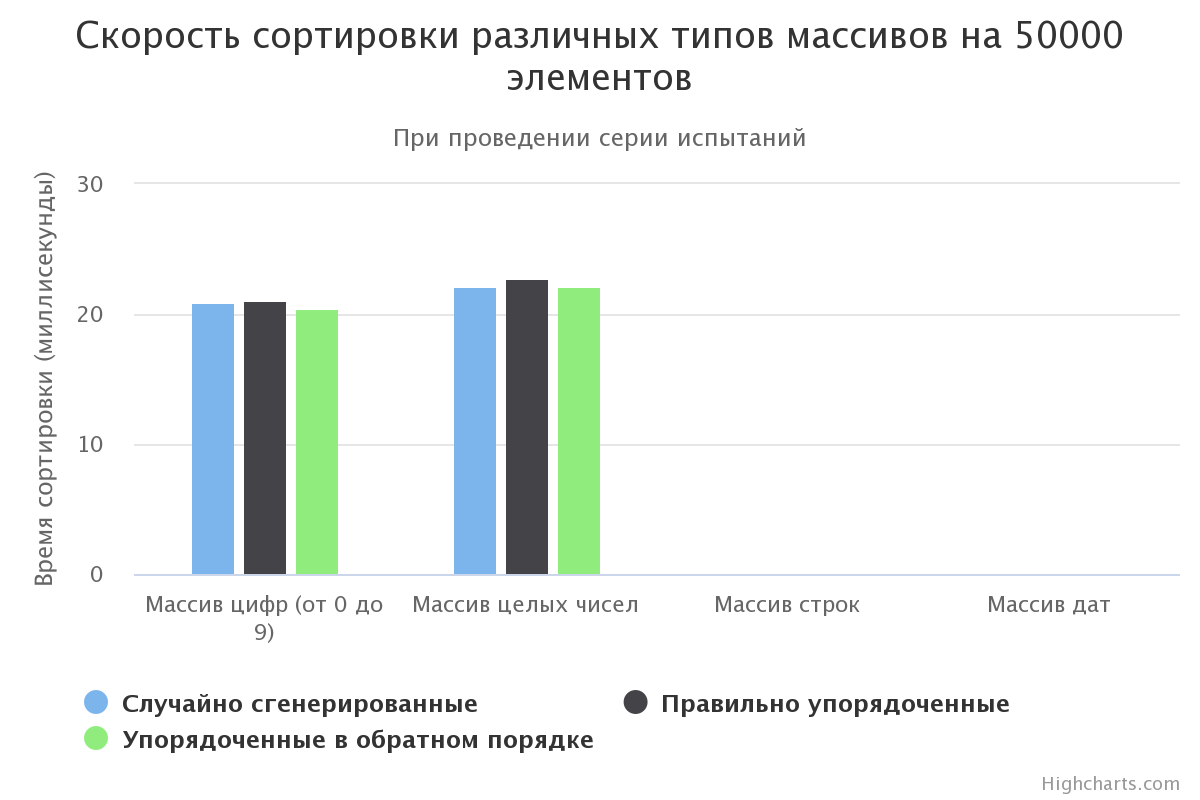 Скорость сортировки различных типов массивов на 50000
элементов
При проведении серии испытаний
Время сортировки (миллисекунды)
30
20
10
0
Массив цифр (от 0 до
9)
Массив целых чисел
Массив строк
Массив дат
Случайно сгенерированные
Правильно упорядоченные
Упорядоченные в обратном порядке
Highcharts.com